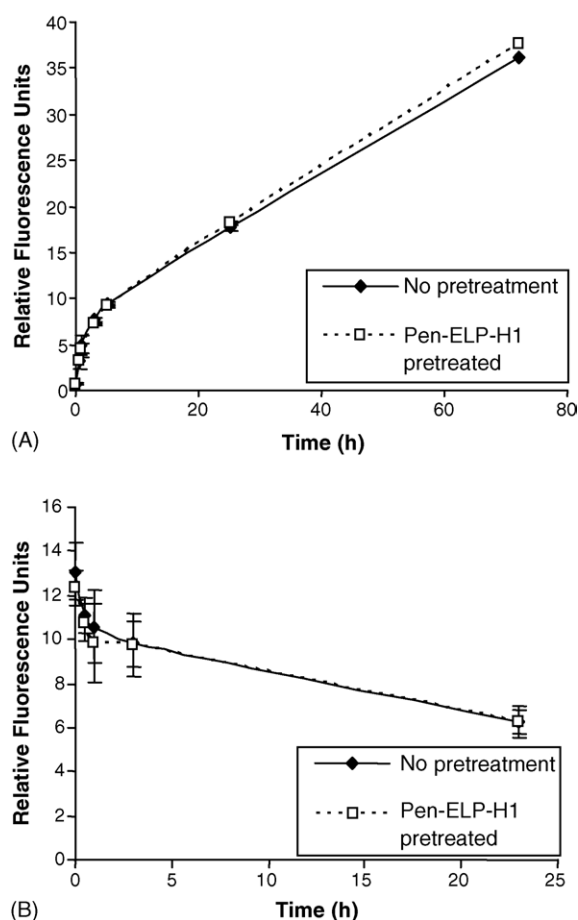 40
35
30
25
20
15
10
5
0
Relative Fluorescence Units
No pretreatment
Pen-ELP-H1
pretreated
0 20 40 60 80
Time (h)
(A)
16
14
12
10
8
6
4
2
0
Relative Fluorescence Units
No pretreatment
Pen-ELP-H1
pretreated
0 5 10 15 20 25
Time (h)
(B)